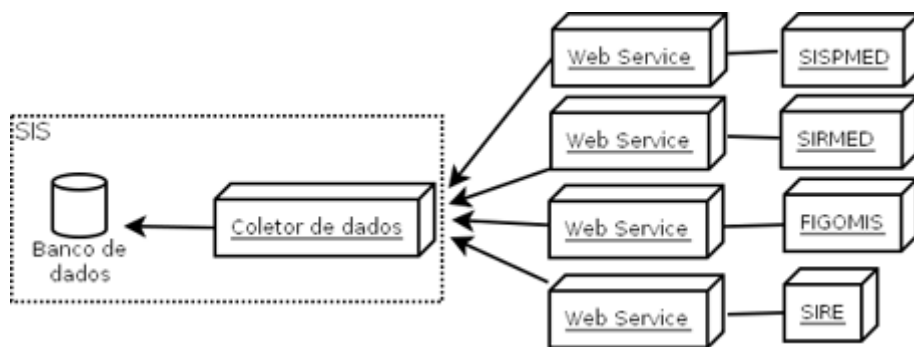 SIS
Banco de
dados
Coletor de dados
Web Service
SISPMED
Web Service
SIRMED
Web Service
FIGOMIS
Web Service
SIRE